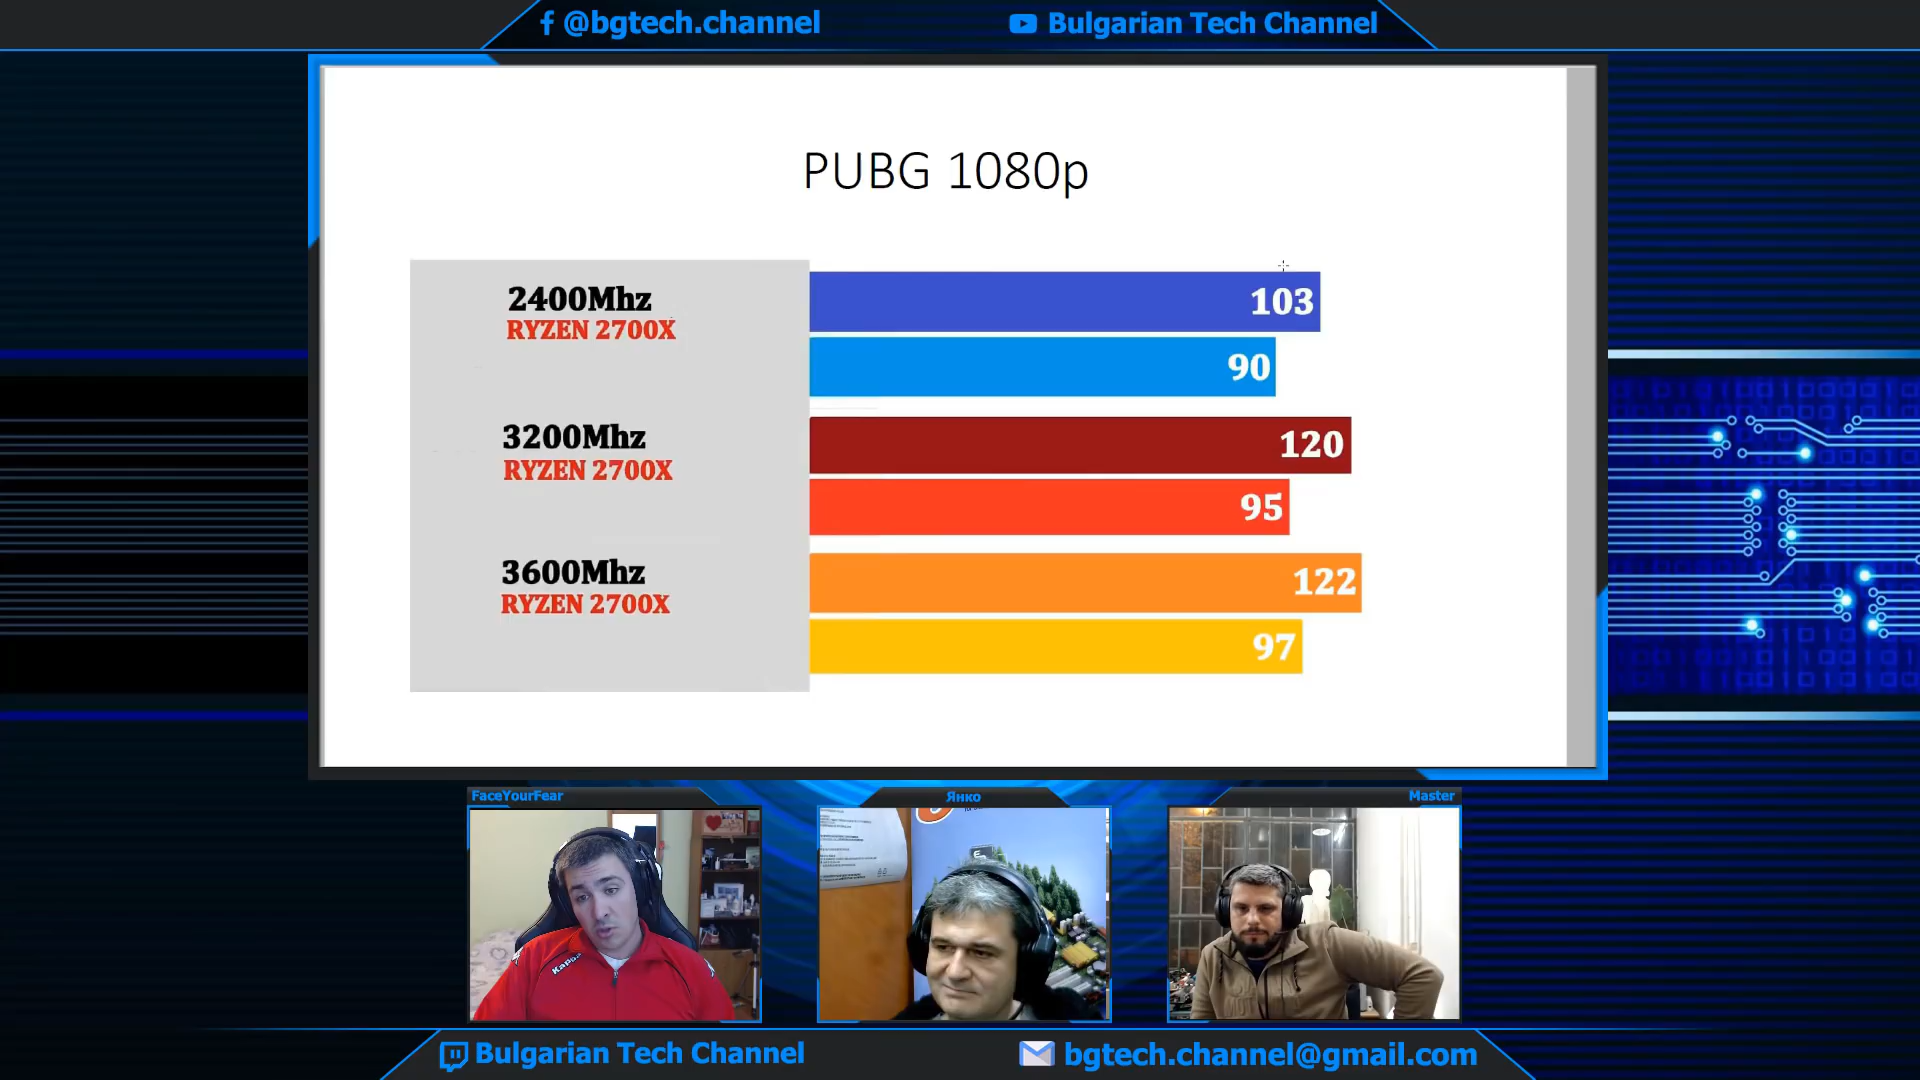 @bgtech.channel
Bulgarian Tech Channel
PUBG 1080p
2400Mhz
RYZEN 2700X
103
90
3200Mhz
RYZEN 2700X
120
95
3600Mhz
RYZEN 2700X
122
97
FaceYourFear
Янко
Master
Kappa
Bulgarian Tech Channel
bgtech.channel@gmail.com